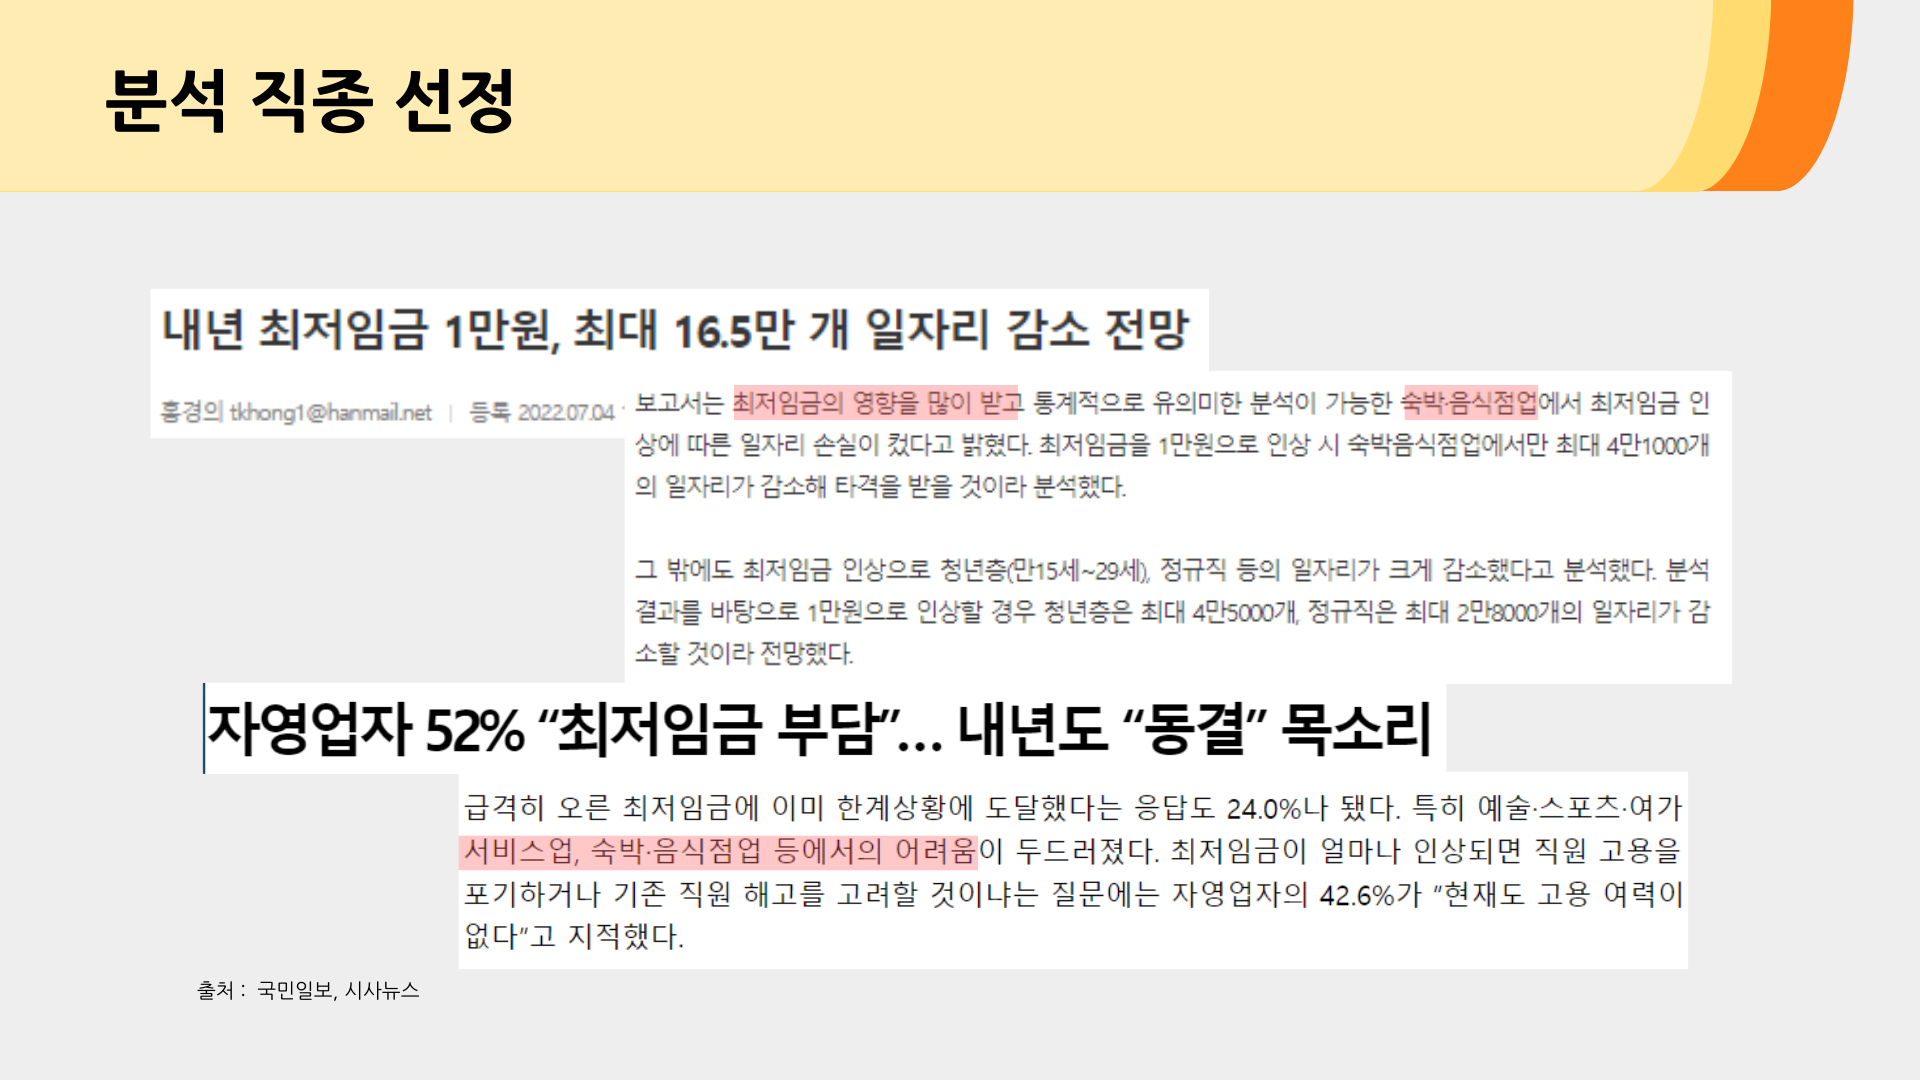 분석 직종 선정
내년 최저임금 1만원, 최대 16.5만 개 일자리 감소 전망
홍경의 tkhong1@hanmail.net | 등록 2022.07.04
보고서는 최저임금의 영향을 많이 받고 통계적으로 유의미한 분석이 가능한 숙박·음식점업에서 최저임금 인
상에 따른 일자리 손실이 컸다고 밝혔다. 최저임금을 1만원으로 인상 시 숙박음식점업에서만 최대 4만1000개
의 일자리가 감소해 타격을 받을 것이라 분석했다.
그 밖에도 최저임금 인상으로 청년층(만15세~29세), 정규직 등의 일자리가 크게 감소했다고 분석했다. 분석
결과를 바탕으로 1만원으로 인상할 경우 청년층은 최대 4만5000개, 정규직은 최대 2만8000개의 일자리가 감
소할 것이라 전망했다.
자영업자 52% “최저임금 부담”… 내년도 “동결” 목소리
급격히 오른 최저임금에 이미 한계상황에 도달했다는 응답도 24.0%나 됐다. 특히 예술·스포츠·여가
서비스업, 숙박·음식점업 등에서의 어려움이 두드러졌다. 최저임금이 얼마나 인상되면 직원 고용을
포기하거나 기존 직원 해고를 고려할 것이냐는 질문에는 자영업자의 42.6%가 “현재도 고용 여력이
없다”고 지적했다.
출처 : 국민일보, 시사뉴스